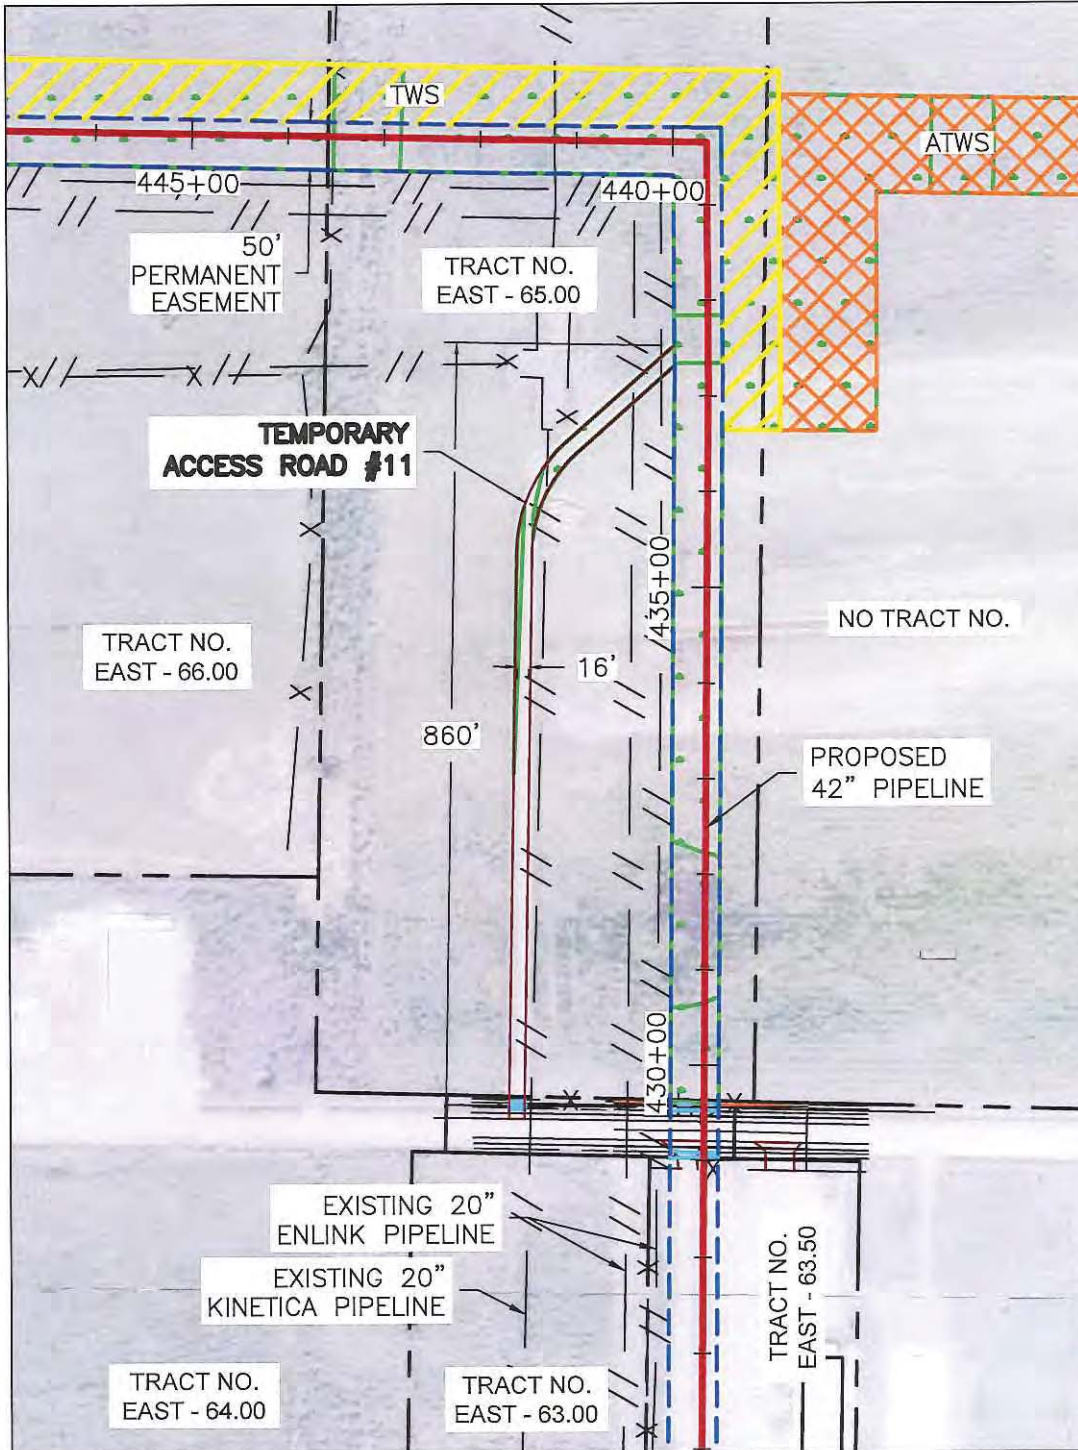 TWS
ATWS
445+00
440+00
50'
PERMANENT
EASEMENT
TRACT NO.
EAST - 65.00
TEMPORARY
ACCESS ROAD #11
435+00
NO TRACT NO.
TRACT NO.
EAST - 66.00
16'
860'
PROPOSED
42” PIPELINE
430+00
EXISTING 20”
ENLINK PIPELINE
EXISTING 20”
KINETICA PIPELINE
TRACT NO.
EAST - 63.50
TRACT NO.
EAST - 64.00
TRACT NO.
EAST - 63.00